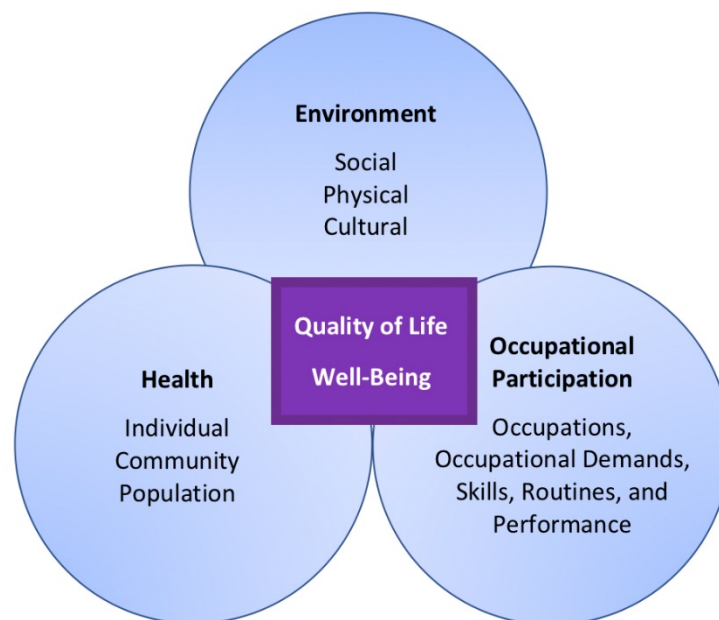 Environment
Social
Physical
Cultural
Quality of Life
Well-Being
Health
Individual
Community
Population
Occupational
Participation
Occupations,
Occupational Demands,
Skills, Routines, and
Performance